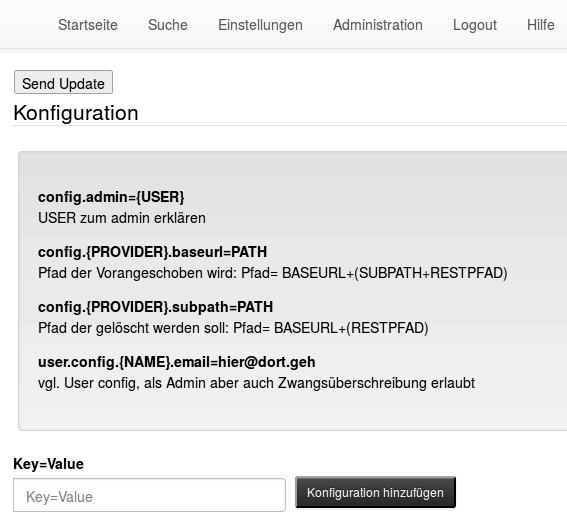 Startseite Suche Einstellungen Administration Logout Hilfe
Send Update
Konfiguration
config.admin={USER}
USER zum admin erklären
config.{PROVIDER}.baseurl=PATH
Pfad der Vorangeschoben wird: Pfad= BASEURL+(SUBPATH+RESTPFAD)
config.{PROVIDER}.subpath=PATH
Pfad der gelöscht werden soll: Pfad= BASEURL+(RESTPFAD)
user.config.{NAME}.email=hier@dort.geh
vgl. User config, als Admin aber auch Zwangsüberschreibung erlaubt
Key=Value
Key=Value Konfiguration hinzufügen